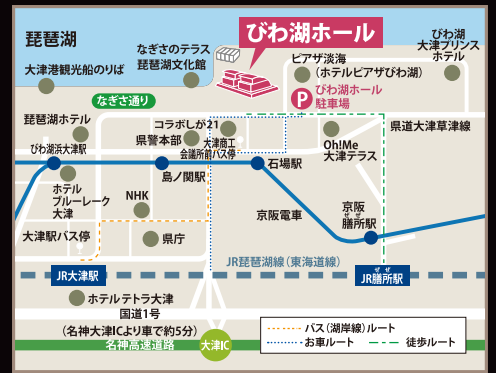 琵琶湖
びわ湖ホール
なぎさのテラス
琵琶湖文化館
大津港観光船のりば
ピアザ淡海
(ホテルピアザびわ湖)
びわ湖
大津プリンス
ホテル
なぎさ通り
P
びわ湖ホール
駐車場
琵琶湖ホテル
コラボしが21
県警本部
大津商工
会議所前バス停
Oh!Me
大津テラス
県道大津草津線
びわ湖浜大津駅
島ノ関駅
石場駅
ホテル
ブルーレーク
大津
NHK
京阪電車
京阪
ぜぜ
膳所駅
大津駅バス停
県庁
JR琵琶湖線(東海道線)
JR大津駅
ぜぜ
JR膳所駅
ホテルテトラ大津
国道1号
(名神大津ICより車で約5分)
名神高速道路
大津IC
バス(湖岸線)ルート
お車ルート
徒歩ルート